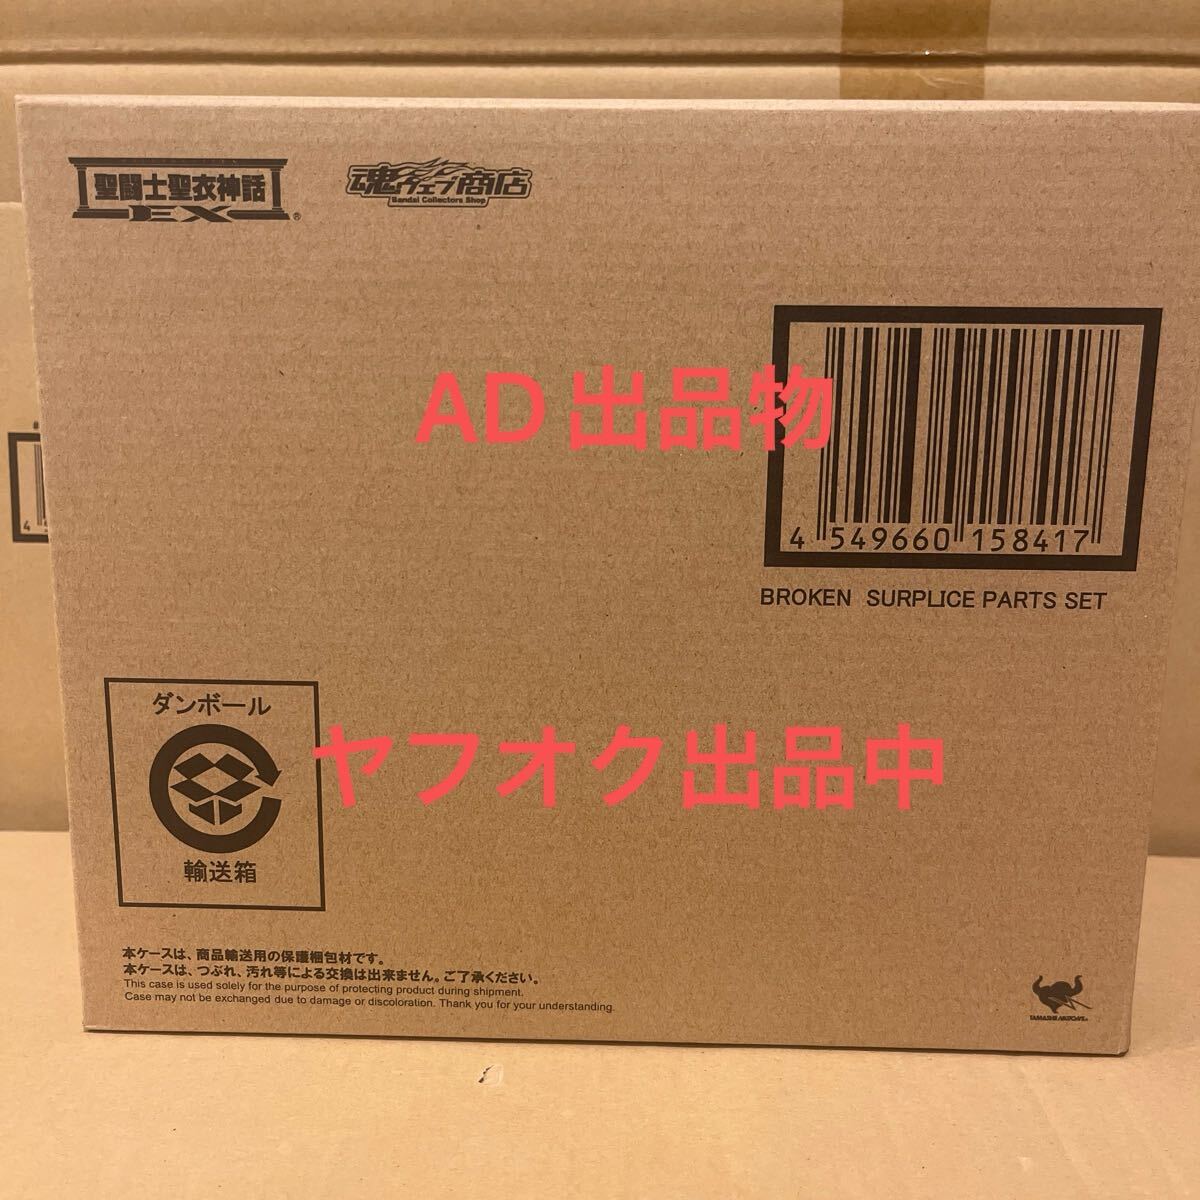 聖闘士聖衣神話
EX®
魂ウェブ商店
Bandai Collectors Shop
AD出品物
4 549660 158417
BROKEN SURPLICE PARTS SET
ダンボール
輸送箱
ヤフオク出品中
本ケースは、商品輸送用の保護梱包材です。
本ケースは、つぶれ、汚れ等による交換は出来ません。ご了承ください。
This case is used solely for the purpose of protecting product during shipment.
Case may not be exchanged due to damage or discoloration. Thank you for your understanding.
TAMASHII NATIONS
4